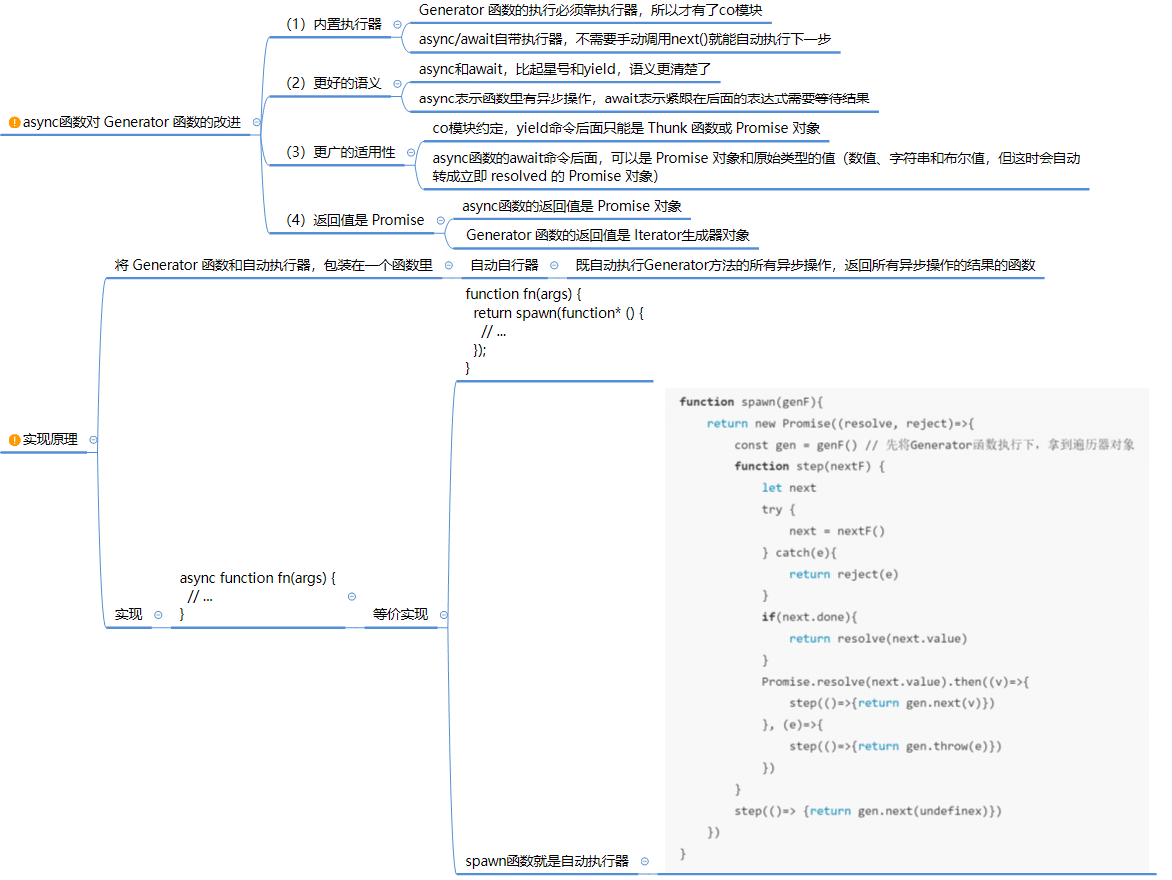 async函数对 Generator 函数的改进
（1）内置执行器
Generator 函数的执行必须靠执行器，所以才有了co模块
async/await自带执行器，不需要手动调用next()就能自动执行下一步
（2）更好的语义
async和await，比起星号和yield，语义更清楚了
async表示函数里有异步操作，await表示紧跟在后面的表达式需要等待结果
（3）更广的适用性
co模块约定，yield命令后面只能是 Thunk 函数或 Promise 对象
async函数的await命令后面，可以是 Promise 对象和原始类型的值（数值、字符串和布尔值，但这时会自动
转成立即 resolved 的 Promise 对象）
（4）返回值是 Promise
async函数的返回值是 Promise 对象
Generator 函数的返回值是 Iterator生成器对象
实现原理
将 Generator 函数和自动执行器，包装在一个函数里
自动自行器
既自动执行Generator方法的所有异步操作，返回所有异步操作的结果的函数
实现
async function fn(args) {
// ...
}
等价实现
function fn(args) {
return spawn(function* () {
// ...
});
}
spawn函数就是自动执行器
function spawn(genF){
return new Promise((resolve, reject)=>{
const gen = genF() // 先将Generator函数执行下，拿到遍历器对象
function step(nextF) {
let next
try {
next = nextF()
} catch(e){
return reject(e)
}
if(next.done){
return resolve(next.value)
}
Promise.resolve(next.value).then((v)=>{
step(()=>{return gen.next(v)})
}, (e)=>{
step(()=>{return gen.throw(e)})
})
}
step(()=> {return gen.next(undefinex)})
})
}